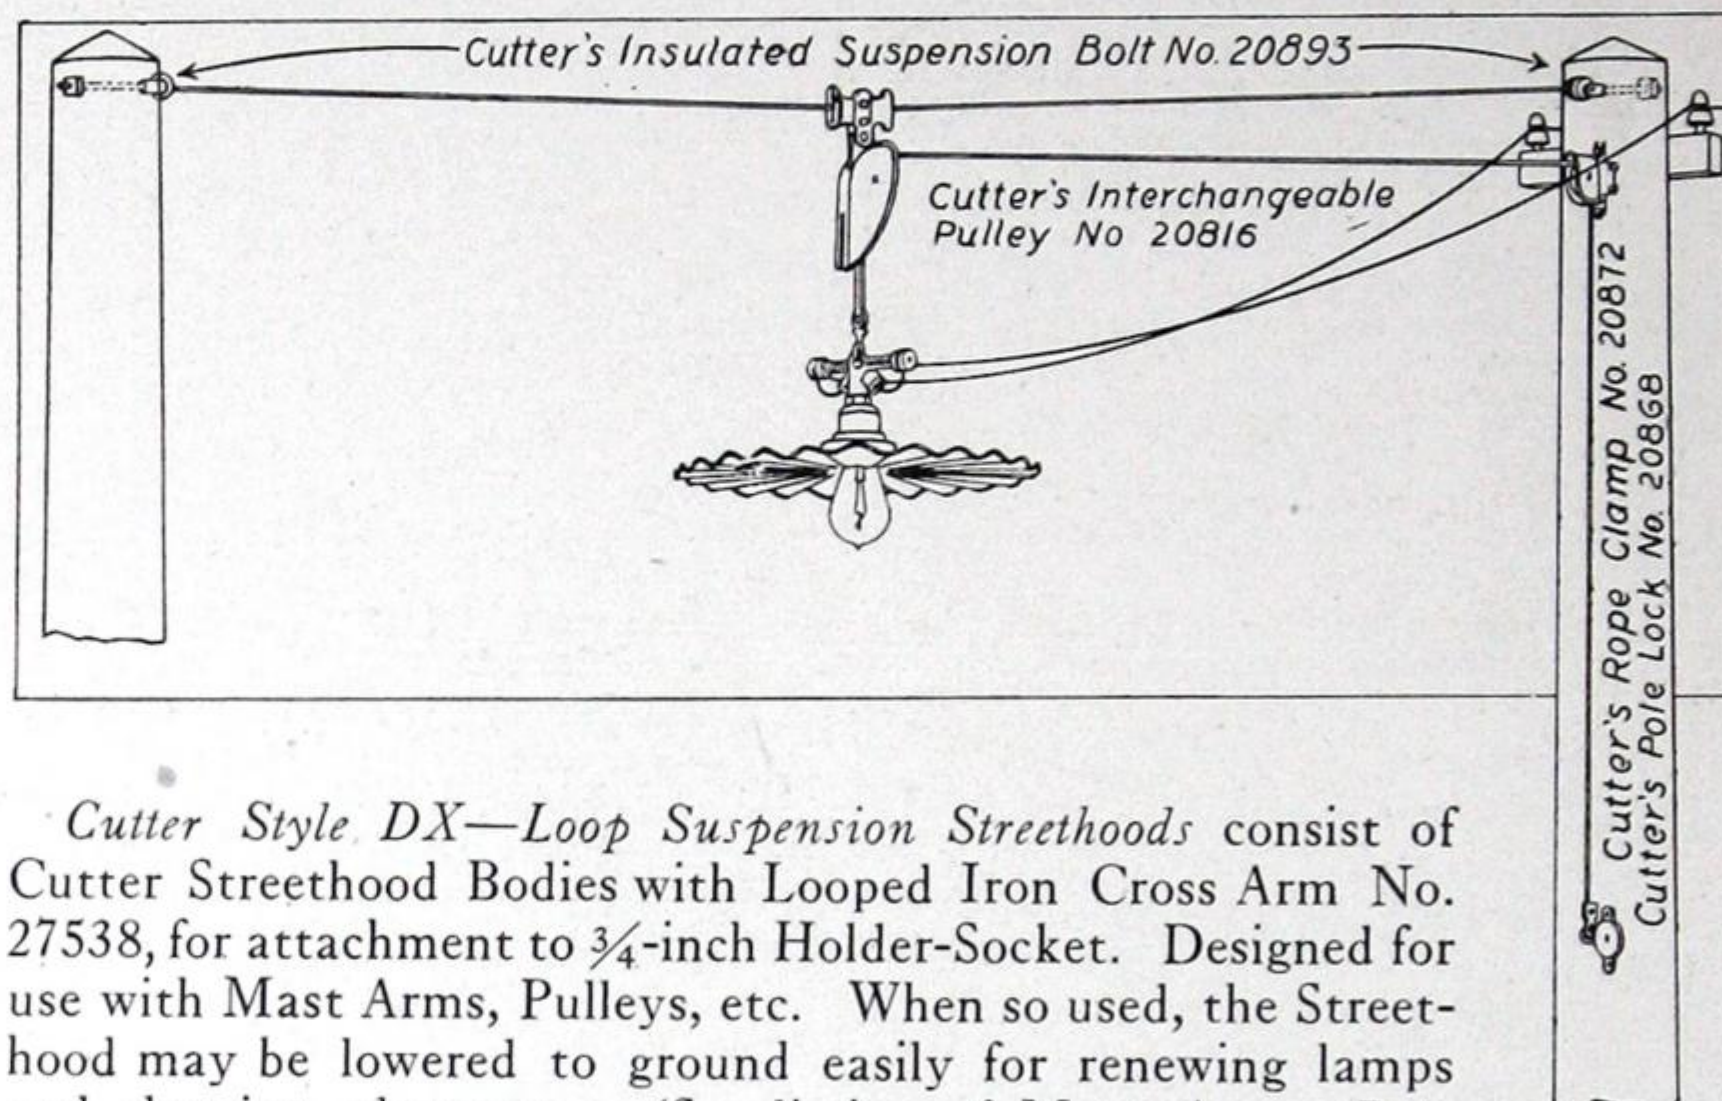 Cutter's Insulated Suspension Bolt No. 20893
Cutter's Interchangeable
Pulley No 20816
Cutter's Rope Clamp No. 20872
Cutter's Pole Lock No. 20868
Cutter Style DX—Loop Suspension Streethoods consist of
Cutter Streethood Bodies with Looped Iron Cross Arm No.
27538, for attachment to ¾-inch Holder-Socket. Designed for
use with Mast Arms, Pulleys, etc. When so used, the Street-
hood may be lowered to ground easily for renewing lamps